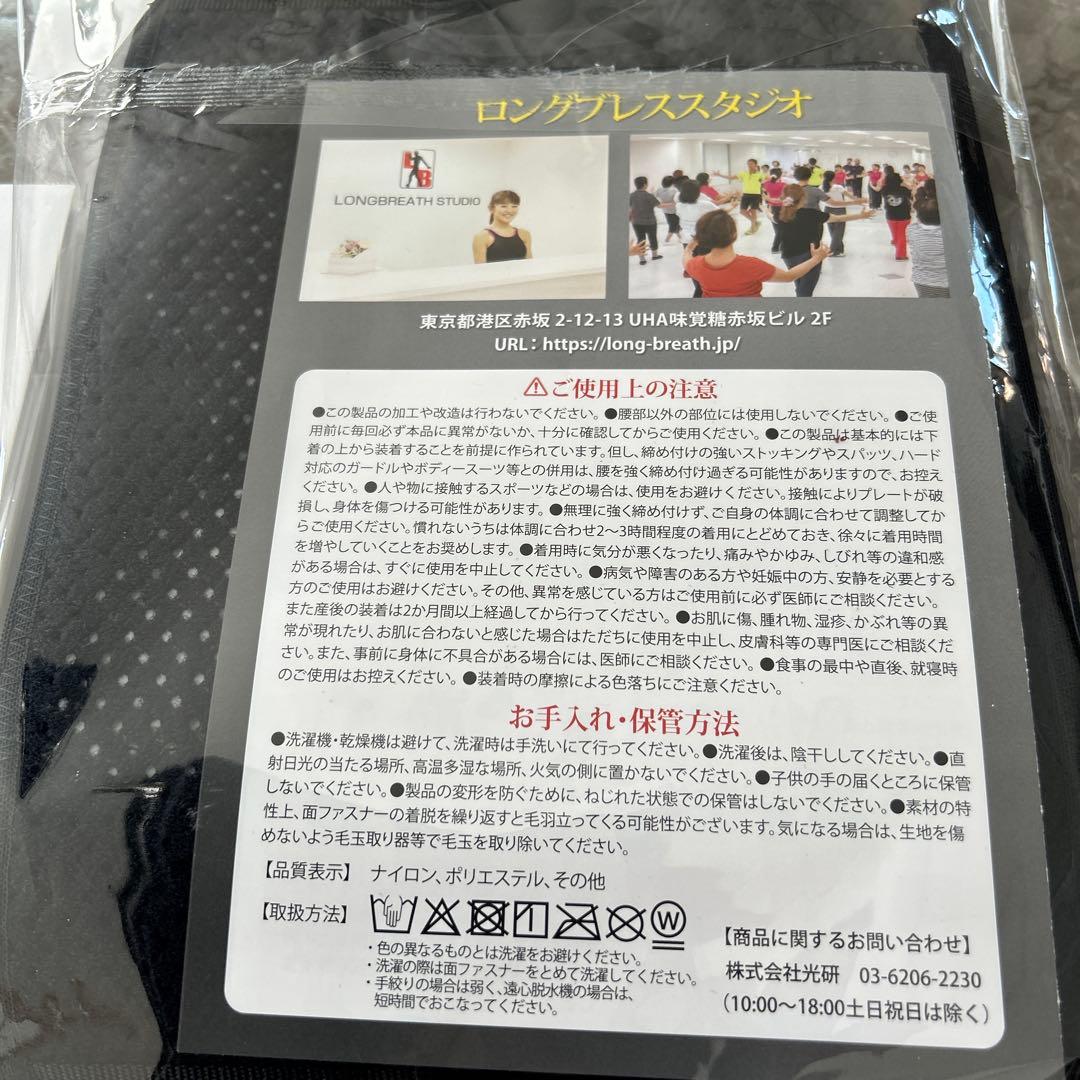 ロングブレススタジオ
LB
LONGBREATH STUDIO
東京都港区赤坂 2-12-13 UHA味覚糖赤坂ビル 2F
URL：https://long-breath.jp/
⚠ご使用上の注意
●この製品の加工や改造は行わないでください。●腰部以外の部位には使用しないでください。●ご使
用前に毎回必ず本品に異常がないか、十分に確認してからご使用ください。●この製品は基本的には下
着の上から装着することを前提に作られています。但し、締め付けの強いストッキングやスパッツ、ハード
対応のガードルやボディースーツ等との併用は、腰を強く締め付け過ぎる可能性がありますので、お控え
ください。●人や物に接触するスポーツなどの場合は、使用をお避けください。接触によりプレートが破
損し、身体を傷つける可能性があります。●無理に強く締め付けず、ご自身の体調に合わせて調整してか
らご使用ください。慣れないうちは体調に合わせ2〜3時間程度の着用にとどめておき、徐々に着用時間
を増やしていくことをお奨めします。●着用時に気分が悪くなったり、痛みやかゆみ、しびれ等の違和感
がある場合は、すぐに使用を中止してください。●病気や障害のある方や妊娠中の方、安静を必要とする
方のご使用はお避けください。その他、異常を感じている方はご使用前に必ず医師にご相談ください。
また産後の装着は2か月間以上経過してから行ってください。●お肌に傷、腫れ物、湿疹、かぶれ等の異
常が現れたり、お肌に合わないと感じた場合はただちに使用を中止し、皮膚科等の専門医にご相談くだ
さい。また、事前に身体に不具合がある場合には、医師にご相談ください。●食事の最中や直後、就寝時
のご使用はお控えください。●装着時の摩擦による色落ちにご注意ください。
お手入れ・保管方法
●洗濯機・乾燥機は避けて、洗濯時は手洗いにて行ってください。●洗濯後は、陰干ししてください。●直
射日光の当たる場所、高温多湿な場所、火気の側に置かないでください。●子供の手の届くところに保管
しないでください。●製品の変形を防ぐために、ねじれた状態での保管はしないでください。●素材の特
性上、面ファスナーの着脱を繰り返すと毛羽立ってくる可能性がございます。気になる場合は、生地を傷
めないよう毛玉取り器等で毛玉を取り除いてください。
【品質表示】 ナイロン、ポリエステル、その他
【取扱方法】 W
・色の異なるものとは洗濯をお避けください。
・洗濯の際は面ファスナーをとめて洗濯してください。
・手絞りの場合は弱く、遠心脱水機の場合は、
短時間でおこなってください。
【商品に関するお問い合わせ】
株式会社光研 03-6206-2230
（10:00〜18:00土日祝日は除く）